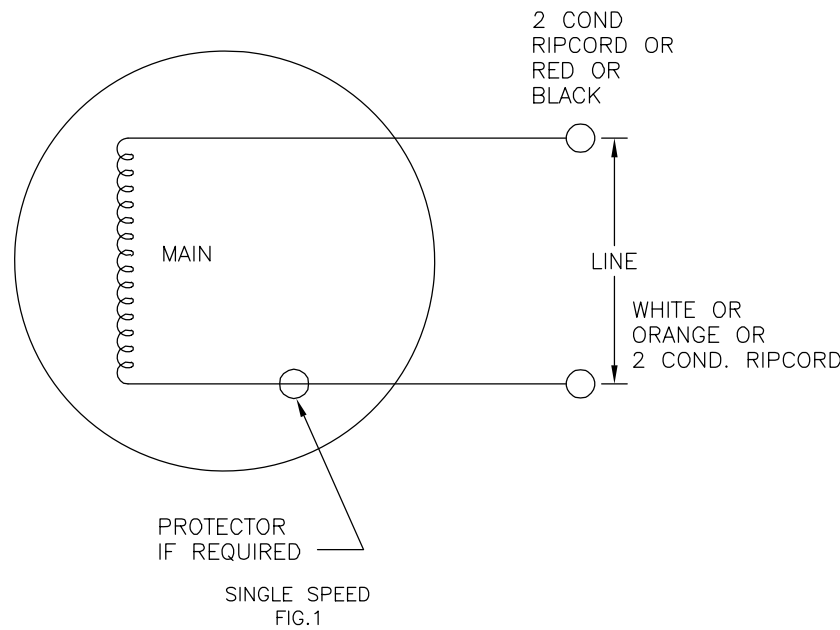 2 COND
RIPCORD OR
RED OR
BLACK
MAIN
LINE
WHITE OR
ORANGE OR
2 COND. RIPCORD
PROTECTOR
IF REQUIRED
SINGLE SPEED
FIG.1